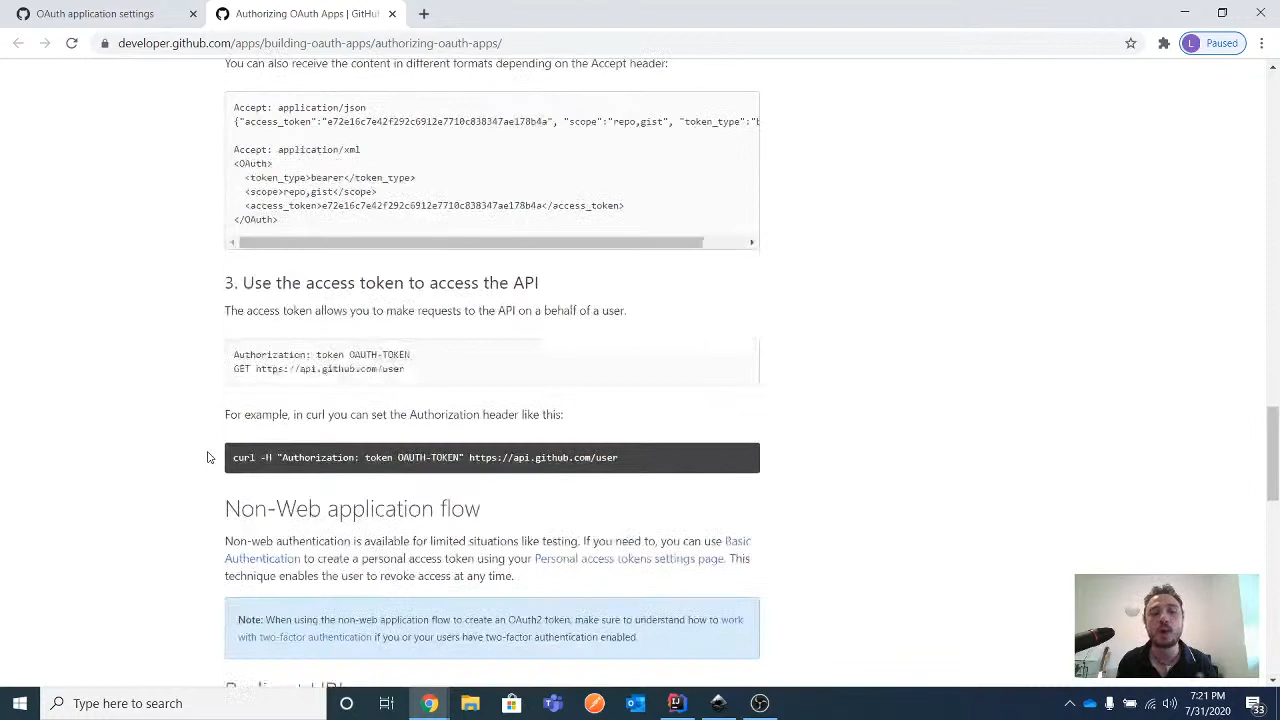 OAuth application settings
Authorizing OAuth Apps | GitH
developer.github.com/apps/building-oauth-apps/authorizing-oauth-apps/
L
Paused
You can also receive the content in different formats depending on the Accept header:
Accept: application/json
{"access_token":"e72e16c7e42f292c6912e7710c838347ae178b4a", "scope":"repo,gist", "token_type":"b
Accept: application/xml
<OAuth>
<token_type>bearer</token_type>
<scope>repo,gist</scope>
<access_token>e72e16c7e42f292c6912e7710c838347ae178b4a</access_token>
</OAuth>
3. Use the access token to access the API
The access token allows you to make requests to the API on a behalf of a user.
Authorization: token OAUTH-TOKEN
GET https://api.github.com/user
For example, in curl you can set the Authorization header like this:
curl -H "Authorization: token OAUTH-TOKEN" https://api.github.com/user
Non-Web application flow
Non-web authentication is available for limited situations like testing. If you need to, you can use Basic
Authentication to create a personal access token using your Personal access tokens settings page. This
technique enables the user to revoke access at any time.
Note: When using the non-web application flow to create an OAuth2 token, make sure to understand how to work
with two-factor authentication if you or your users have two-factor authentication enabled.
Type here to search
7:21 PM
7/31/2020
33